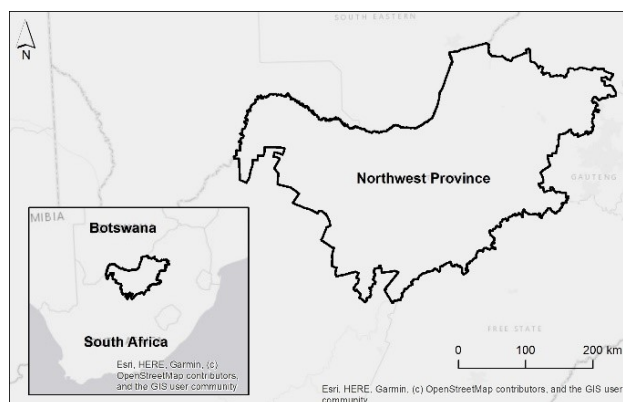 SOUTH EASTERN
N
Northwest Province
GAUTENG
MIBIA
Botswana
South Africa
Esri, HERE, Garmin, (c)
OpenStreetMap contributors,
and the GIS user
community
FREE STATE
0 100 200 km
Esri, HERE, Garmin, (c) OpenStreetMap contributors, and the GIS user
community